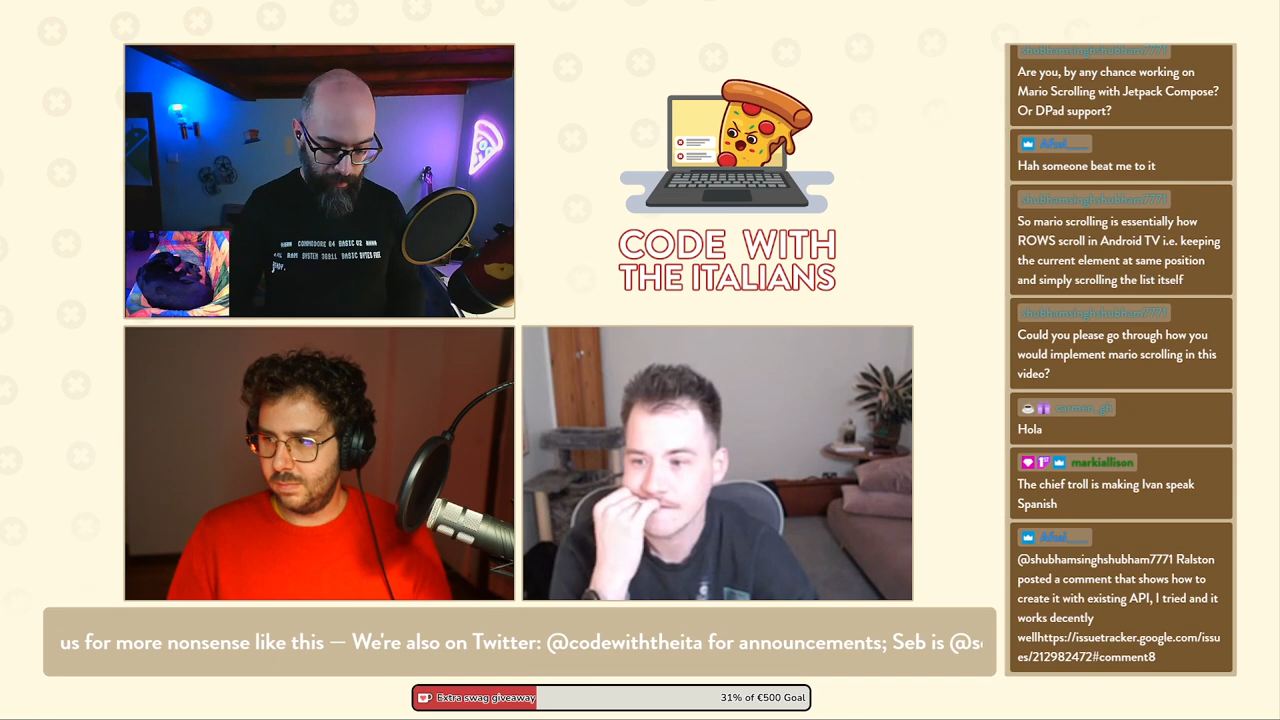 CODE WITH
THE ITALIANS
shubhamsinghshubham7771
Are you, by any chance working on
Mario Scrolling with Jetpack Compose?
Or DPad support?
Hah someone beat me to it
shubhamsinghshubham7771
So mario scrolling is essentially how
ROWS scroll in Android TV i.e. keeping
the current element at same position
and simply scrolling the list itself
shubhamsinghshubham7771
Could you please go through how you
would implement mario scrolling in this
video?
carmen_gh
Hola
markiallison
The chief troll is making Ivan speak
Spanish
@shubhamsinghshubham7771 Ralston
posted a comment that shows how to
create it with existing API, I tried and it
works decently
wellhttps://issuetracker.google.com/issu
es/212982472#comment8
us for more nonsense like this — We're also on Twitter: @codewiththeita for announcements; Seb is @s
Extra swag giveaway 31% of €500 Goal